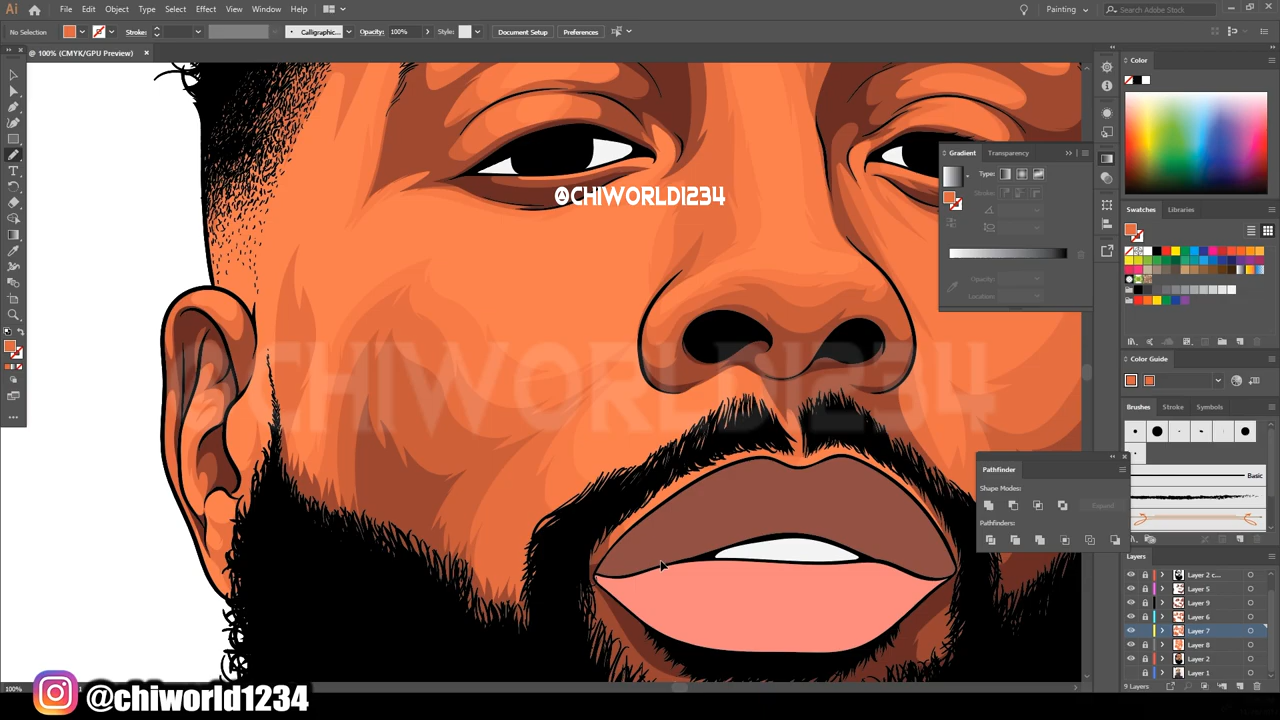 Ai File Edit Object Type Select Effect View Window Help Painting Search Adobe Stock
No Selection Stroke: Calligraphic... Opacity: 100% Style: Document Setup Preferences
@ 100% (CMYK/GPU Preview)
Color
Gradient Transparency
Type:
Stroke:
Opacity:
Location:
@CHIWORLD1234
Swatches Libraries
CHIWORLD1234
Color Guide
Brushes Stroke Symbols
Basic
Pathfinder
Shape Modes:
Expand
Pathfinders:
Layers
Layer 2 c...
Layer 5
Layer 9
Layer 6
Layer 7
Layer 8
Layer 2
Layer 1
9 Layers
100%
@chiworld1234